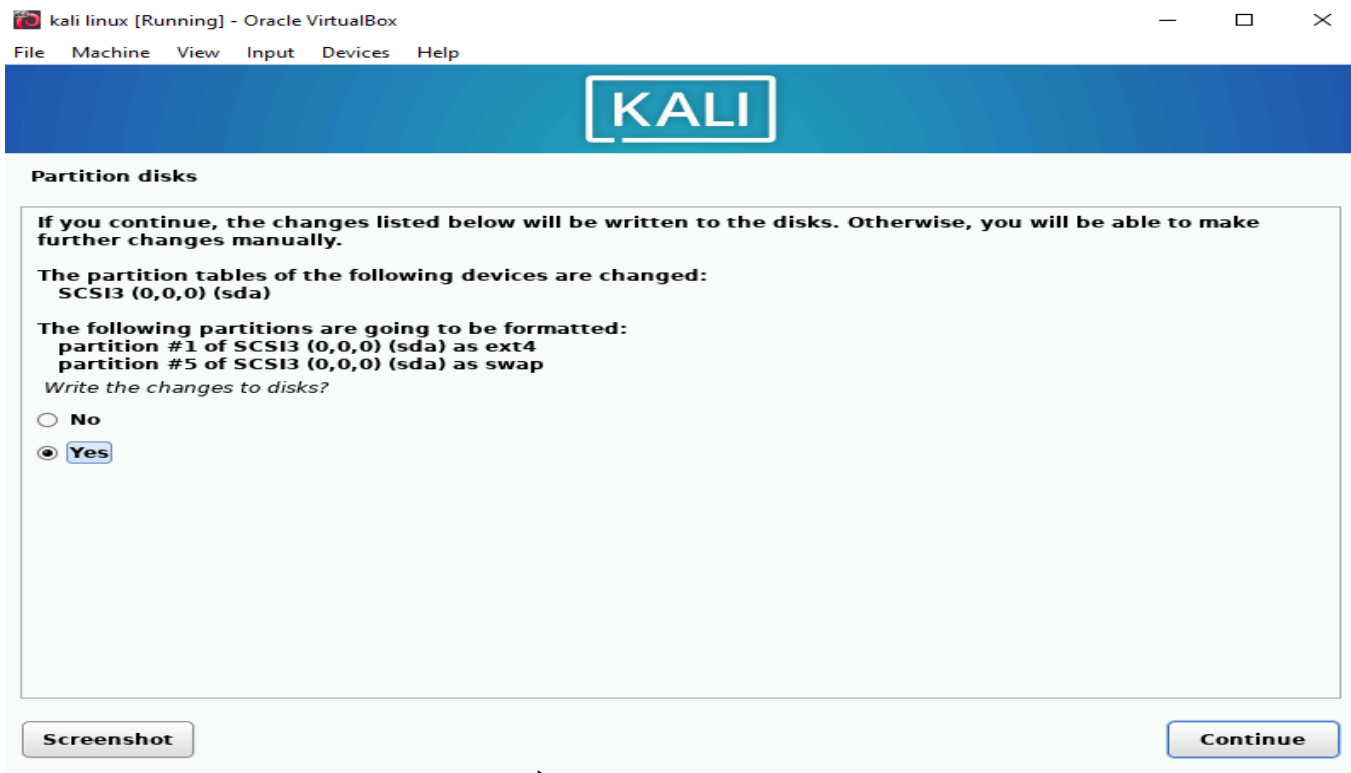 kali linux [Running] - Oracle VirtualBox
File Machine View Input Devices Help
KALI
Partition disks
If you continue, the changes listed below will be written to the disks. Otherwise, you will be able to make
further changes manually.
The partition tables of the following devices are changed:
SCSI3 (0,0,0) (sda)
The following partitions are going to be formatted:
partition #1 of SCSI3 (0,0,0) (sda) as ext4
partition #5 of SCSI3 (0,0,0) (sda) as swap
Write the changes to disks?
No
Yes
Screenshot Continue